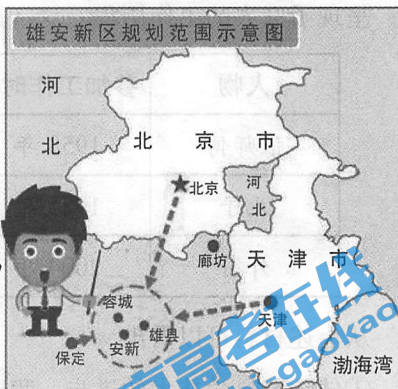 雄安新区规划范围示意图
河北
北京市
北京
河北
廊坊
天津市
天津
容城
安新
雄县
保定
渤海湾
高考在线
gaokao